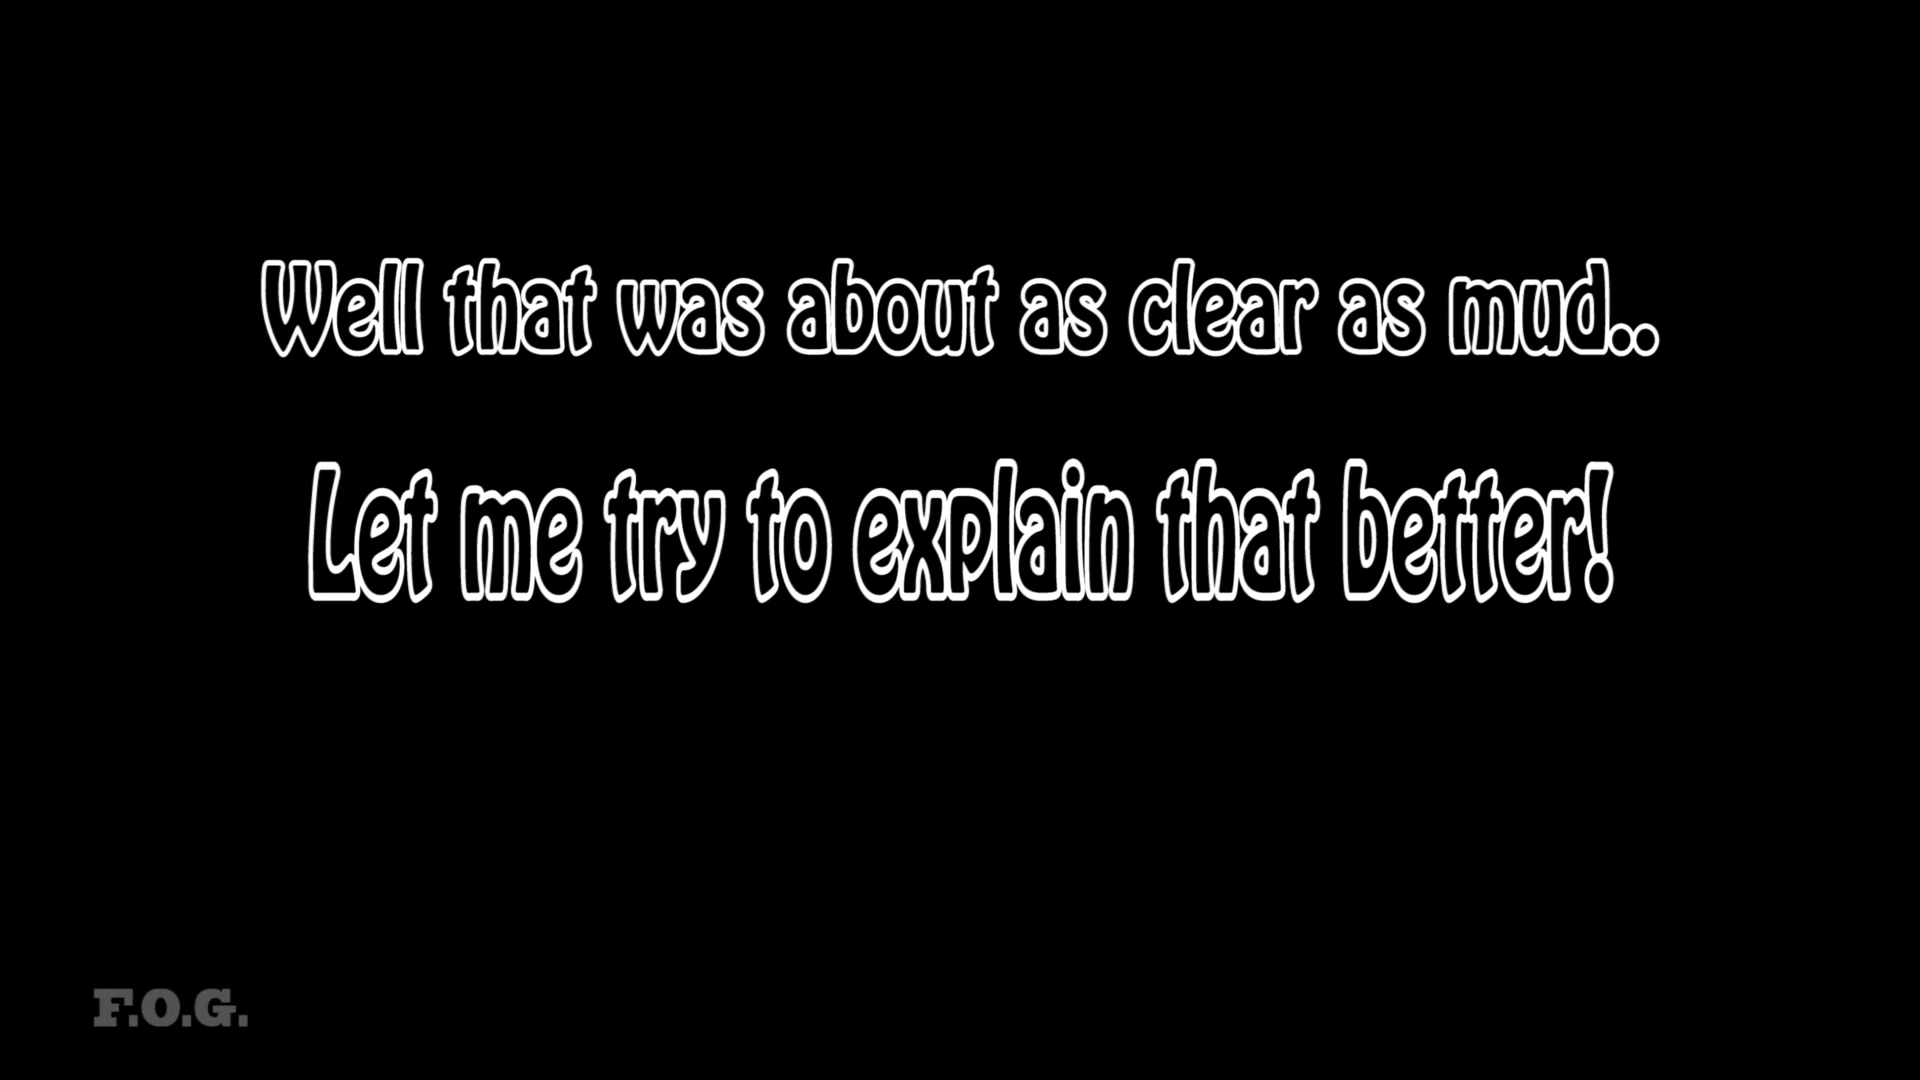 Well that was about as clear as mud..
Let me try to explain that better!
F.O.G.